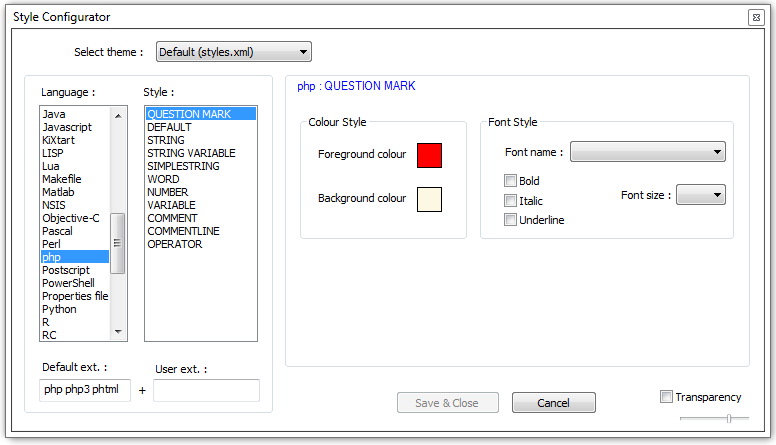 Style Configurator
Select theme : Default (styles.xml)
Language :
Java
Javascript
KiXtart
LISP
Lua
Makefile
Matlab
NSIS
Objective-C
Pascal
Perl
php
Postscript
PowerShell
Properties file
Python
R
RC
Style :
QUESTION MARK
DEFAULT
STRING
STRING VARIABLE
SIMPLESTRING
WORD
NUMBER
VARIABLE
COMMENT
COMMENTLINE
OPERATOR
Default ext. :
php php3 phtml
+
User ext. :
php : QUESTION MARK
Colour Style
Foreground colour
Background colour
Font Style
Font name :
Bold
Italic
Underline
Font size :
Save & Close
Cancel
Transparency